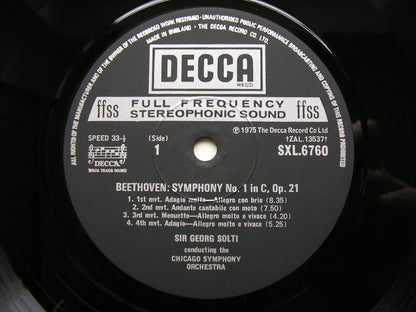 ALL RIGHTS OF THE MANUFACTURER AND OF THE OWNER OF THE RECORDED WORK RESERVED · UNAUTHORISED PUBLIC PERFORMANCE BROADCASTING AND COPYING OF THIS RECORD PROHIBITED
MADE IN ENGLAND · THE DECCA RECORD CO. LTD.
DECCA
REGD
ffss
FULL FREQUENCY
STEREOPHONIC SOUND
ffss
SPEED 33⅓
(Side)
1
DECCA
REGD. TRADE MARKS
Ⓟ 1975 The Decca Record Co Ltd
†ZAL.13537†
SXL.6760
BEETHOVEN: SYMPHONY No. 1 in C, Op. 21
1. 1st mvt. Adagio molto—Allegro con brio (8.35)
2. 2nd mvt. Andante cantabile con moto (7.50)
3. 3rd mvt. Menuetto—Allegro molto e vivace (4.20)
4. 4th mvt. Adagio—Allegro molto e vivace (5.25)
SIR GEORG SOLTI
conducting the
CHICAGO SYMPHONY
ORCHESTRA